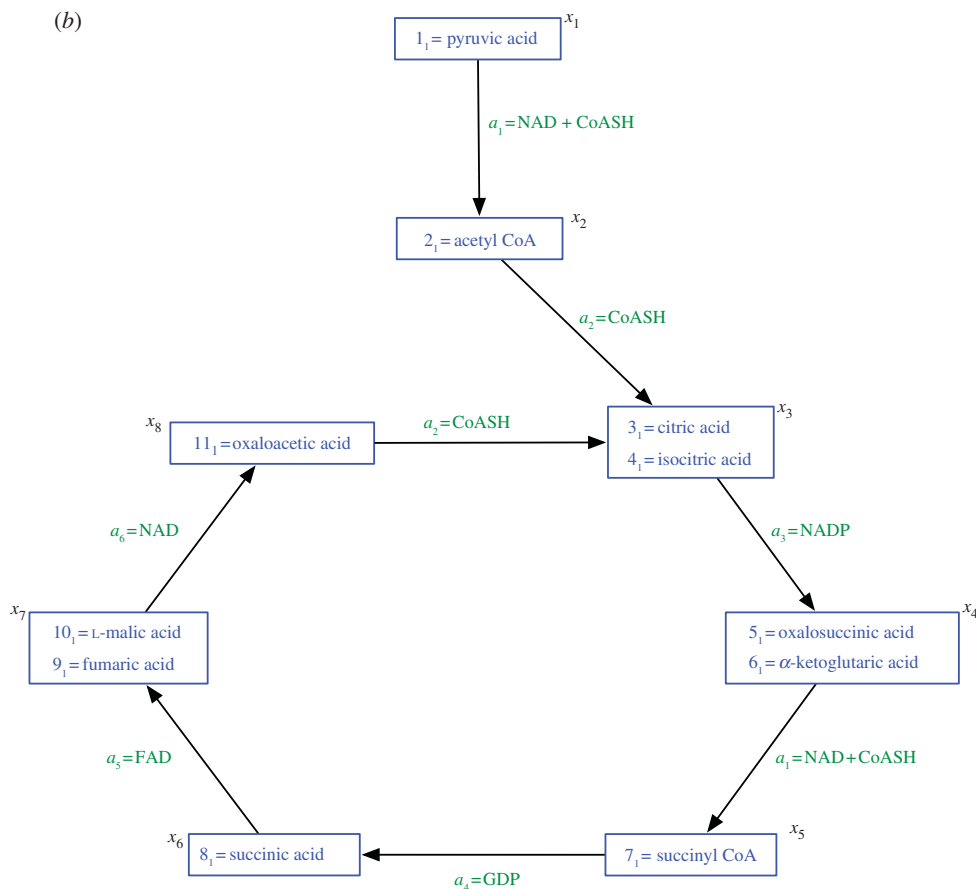 (b)
x₁
1₁ = pyruvic acid
a₁ = NAD + CoASH
x₂
2₁ = acetyl CoA
a₂ = CoASH
x₃
3₁ = citric acid
4₁ = isocitric acid
x₈
11₁ = oxaloacetic acid
a₂ = CoASH
a₃ = NADP
a₆ = NAD
x₇
10₁ = L-malic acid
9₁ = fumaric acid
x₄
5₁ = oxalosuccinic acid
6₁ = α-ketoglutaric acid
a₅ = FAD
a₁ = NAD + CoASH
x₆
8₁ = succinic acid
x₅
7₁ = succinyl CoA
a₄ = GDP